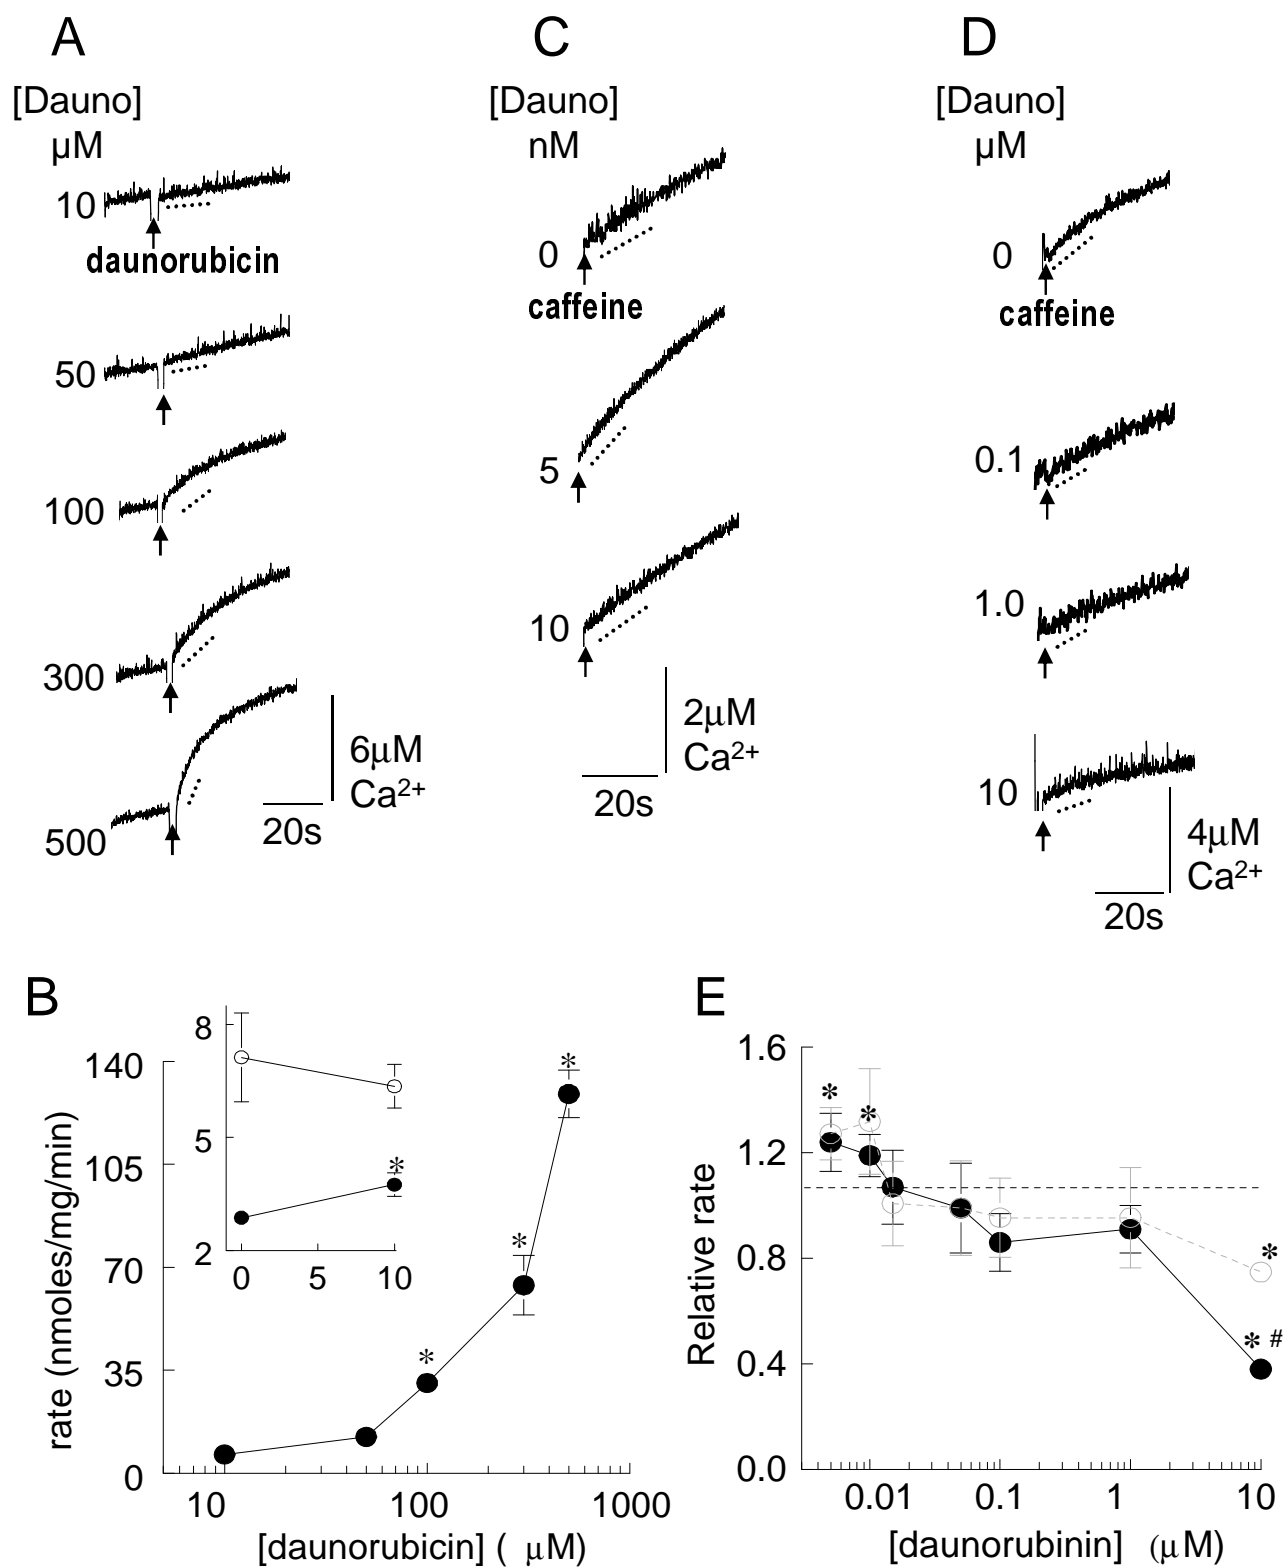 A
[Dauno]
µM
10
daunorubicin
50
100
300
500
6µM
Ca2+
20s
C
[Dauno]
nM
0
caffeine
5
10
2µM
Ca2+
20s
D
[Dauno]
µM
0
caffeine
0.1
1.0
10
4µM
Ca2+
20s
B
rate (nmoles/mg/min)
140
105
70
35
0
8
5
2
0 5 10
*
*
*
*
*
10 100 1000
[daunorubicin] ( µM)
E
Relative rate
1.6
1.2
0.8
0.4
0.0
*
*
*
* #
0.01 0.1 1 10
[daunorubinin] (µM)